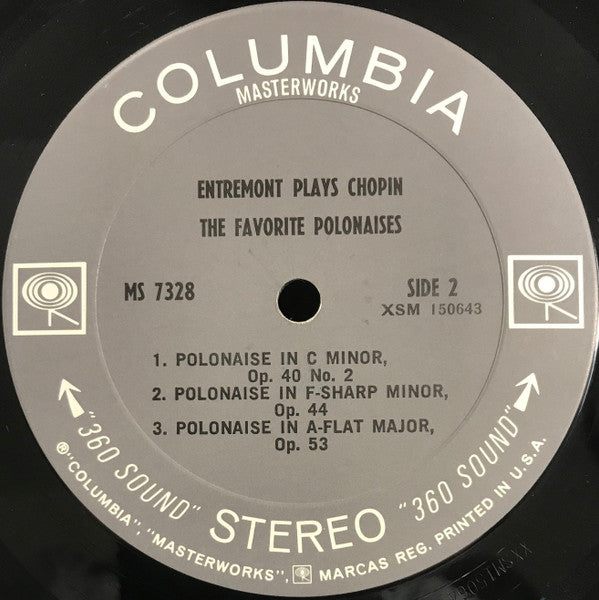 COLUMBIA
MASTERWORKS
ENTREMONT PLAYS CHOPIN
THE FAVORITE POLONAISES
MS 7328
SIDE 2
XSM 150643
1. POLONAISE IN C MINOR,
Op. 40 No. 2
2. POLONAISE IN F-SHARP MINOR,
Op. 44
3. POLONAISE IN A-FLAT MAJOR,
Op. 53
"360 SOUND" STEREO "360 SOUND"
®"COLUMBIA", "MASTERWORKS", MARCAS REG. PRINTED IN U.S.A.